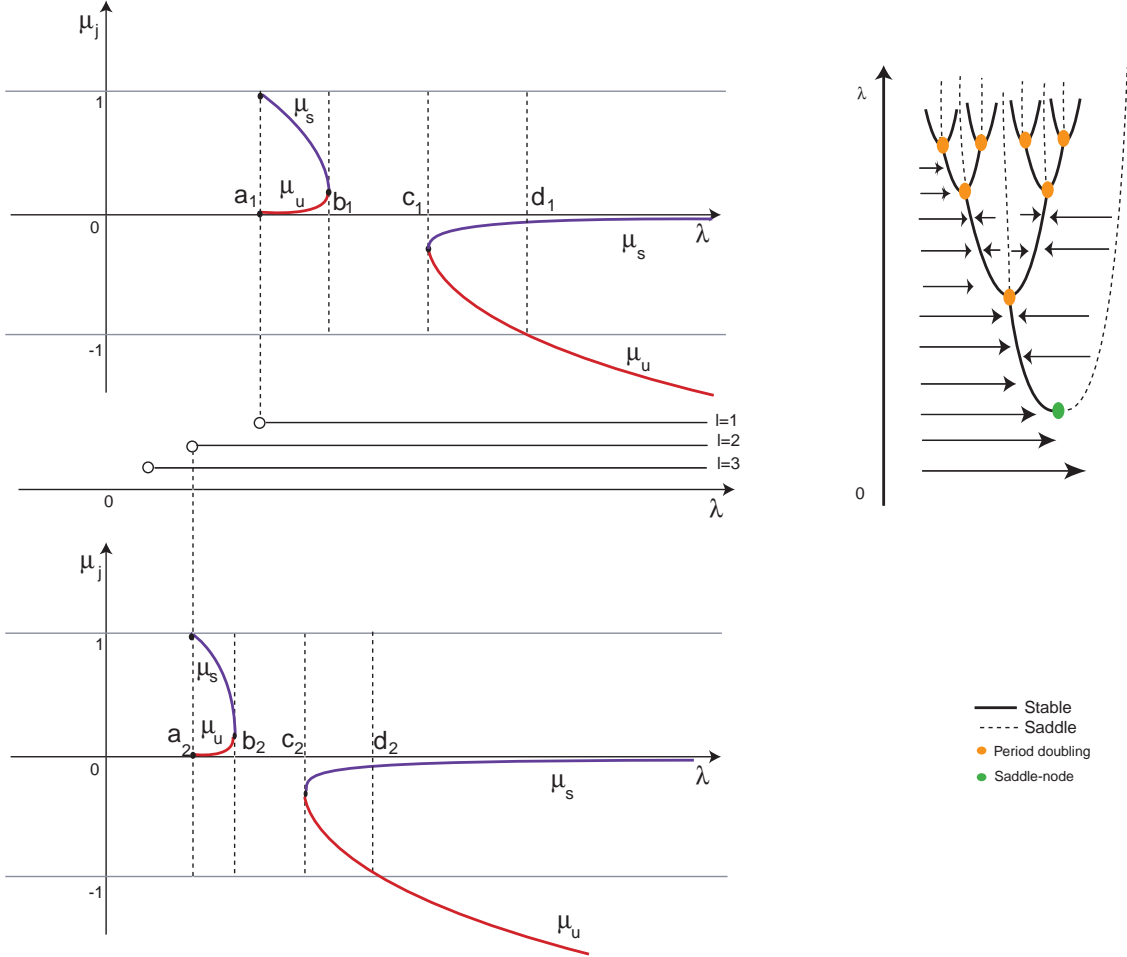 μj
1
μs
μu
a1
b1
c1
d1
0
λ
μs
-1
μu
l=1
l=2
l=3
0
λ
μj
1
μs
μu
a2
b2
c2
d2
0
λ
μs
-1
μu
λ
0
Stable
Saddle
Period doubling
Saddle-node